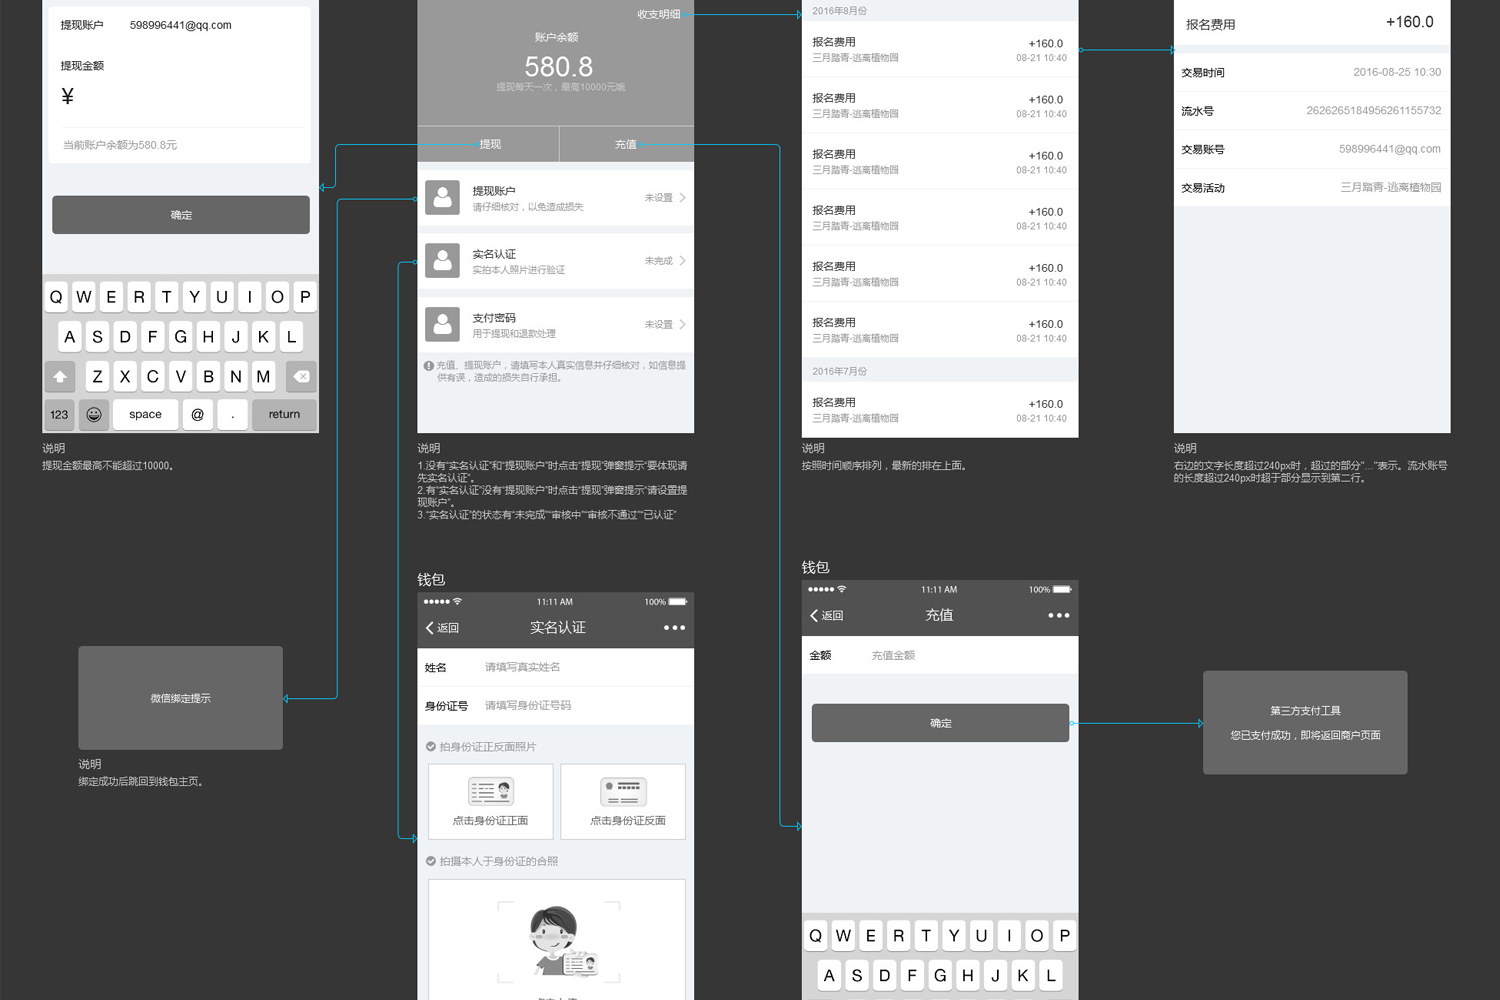 提现账户 598996441@qq.com
提现金额
¥
当前账户余额为580.8元
确定
Q W E R T Y U I O P
A S D F G H J K L
Z X C V B N M
123 space @ . return
说明
提现金额最高不能超过10000。
收支明细
账户余额
580.8
提现每天一次，最高10000元哦
提现 充值
提现账户
请仔细核对，以免造成损失
未设置
实名认证
实拍本人照片进行验证
未完成
支付密码
用于提现和退款处理
未设置
充值、提现账户，请填写本人真实信息并仔细核对，如信息提
供有误，造成的损失自行承担。
说明
1.没有“实名认证”和“提现账户”时点击“提现”弹窗提示“要体现请
先实名认证”。
2.有“实名认证”没有“提现账户”时点击“提现”弹窗提示“请设置提
现账户”。
3.“实名认证”的状态有“未完成”“审核中”“审核不通过”“已认证”
2016年8月份
报名费用 +160.0
三月踏青-逃离植物园 08-21 10:40
报名费用 +160.0
三月踏青-逃离植物园 08-21 10:40
报名费用 +160.0
三月踏青-逃离植物园 08-21 10:40
报名费用 +160.0
三月踏青-逃离植物园 08-21 10:40
报名费用 +160.0
三月踏青-逃离植物园 08-21 10:40
报名费用 +160.0
三月踏青-逃离植物园 08-21 10:40
2016年7月份
报名费用 +160.0
三月踏青-逃离植物园 08-21 10:40
说明
按照时间顺序排列，最新的排在上面。
报名费用 +160.0
交易时间 2016-08-25 10:30
流水号 2626265184956261155732
交易账号 598996441@qq.com
交易活动 三月踏青-逃离植物园
说明
右边的文字长度超过240px时，超过的部分“…”表示。流水账号
的长度超过240px时超于部分显示到第二行。
微信绑定提示
说明
绑定成功后跳回到钱包主页。
钱包
11:11 AM 100%
返回 实名认证
姓名 请填写真实姓名
身份证号 请填写身份证号码
拍身份证正反面照片
点击身份证正面 点击身份证反面
拍摄本人于身份证的合照
钱包
11:11 AM 100%
返回 充值
金额 充值金额
确定
Q W E R T Y U I O P
A S D F G H J K L
第三方支付工具
您已支付成功，即将返回商户页面